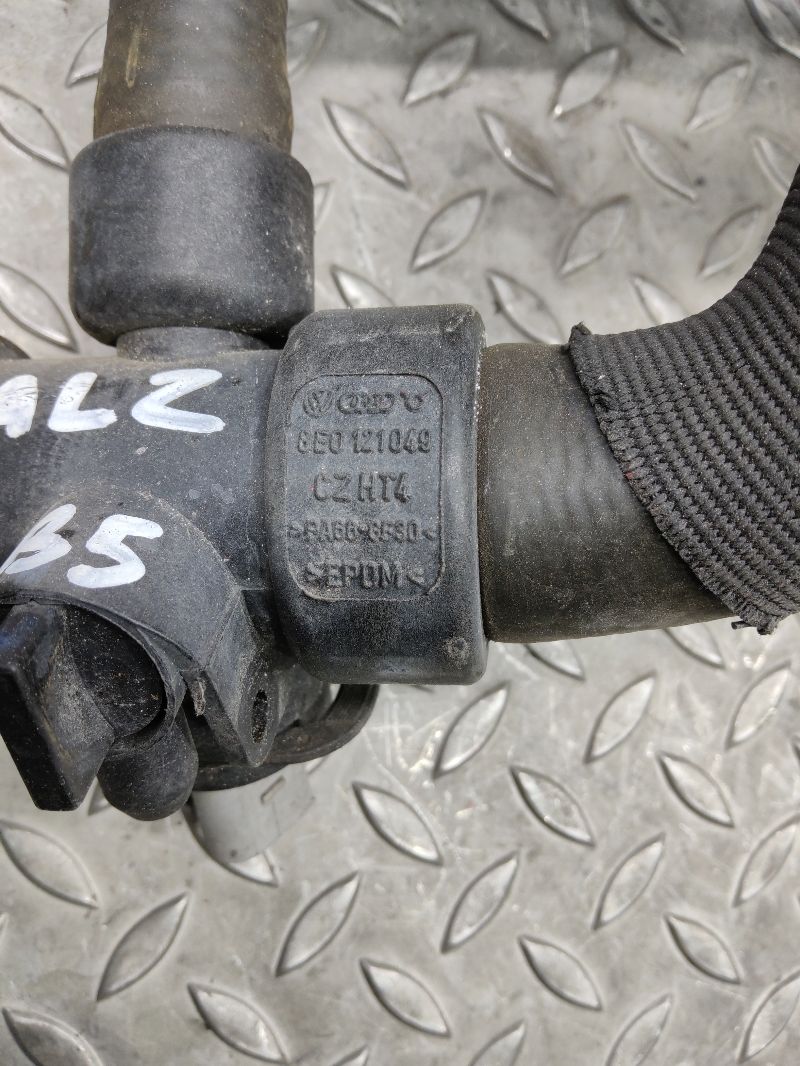 ALZ
B5
8E0 121049
CZ HT4
>PA66-GF30<
>EPDM<